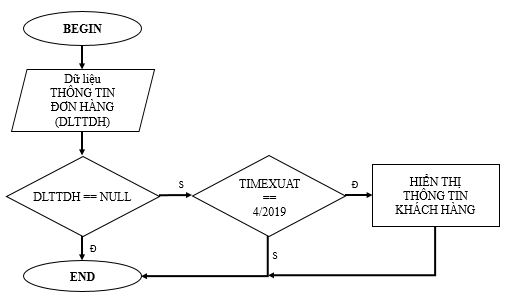 BEGIN
Dữ liệu
THÔNG TIN
ĐƠN HÀNG
(DLTTDH)
DLTTDH == NULL
S
TIMEXUAT
==
4/2019
Đ
HIỂN THỊ
THÔNG TIN
KHÁCH HÀNG
Đ
S
END